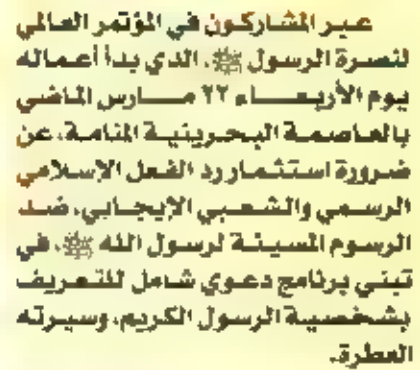 عبر المشاركون في المؤتمر العالمي
لنصرة الرسول ﷺ، الذي بدأ أعماله
يوم الأربعاء ٢٢ مارس الماضي
بالعاصمة البحرينية المنامة، عن
ضرورة استثمار رد الفعل الإسلامي
الرسمي والشعبي الإيجابي، ضد
الرسوم المسيئة لرسول الله ﷺ، في
تبني برنامج دعوي شامل للتعريف
بشخصية الرسول الكريم، وسيرته
العطرة.